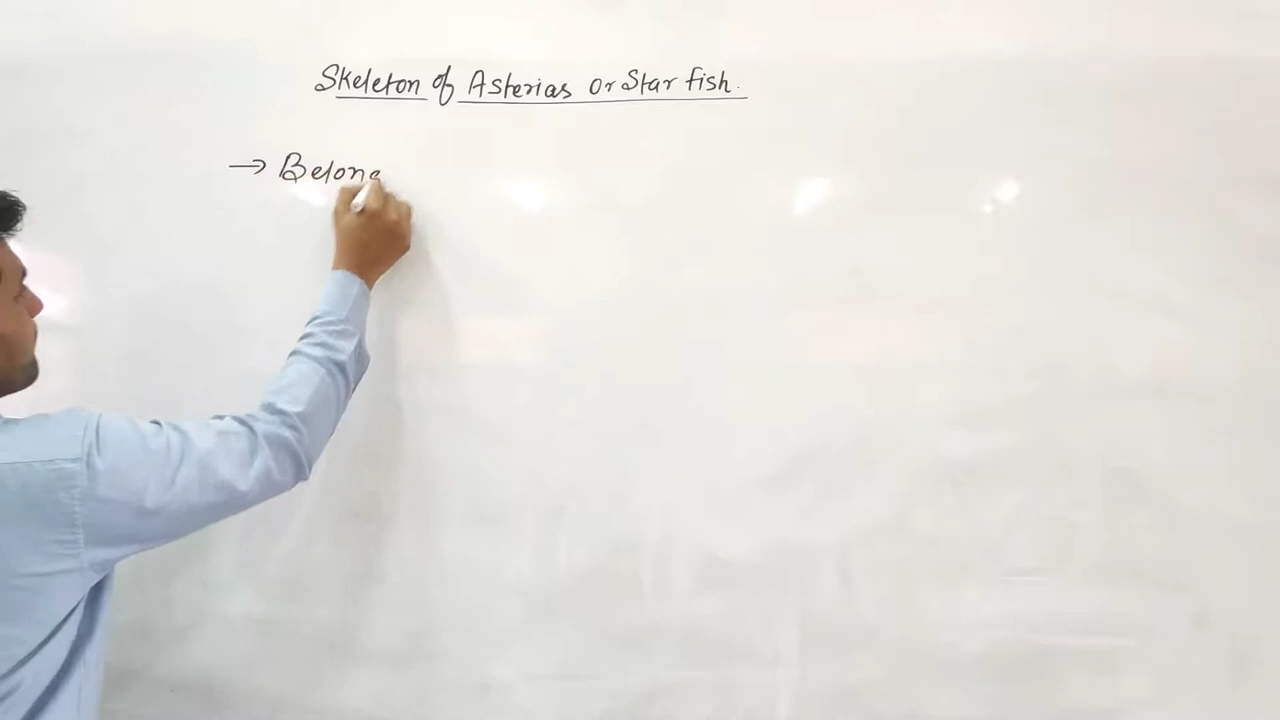 Skeleton of Asterias or Star fish.
→ Belong